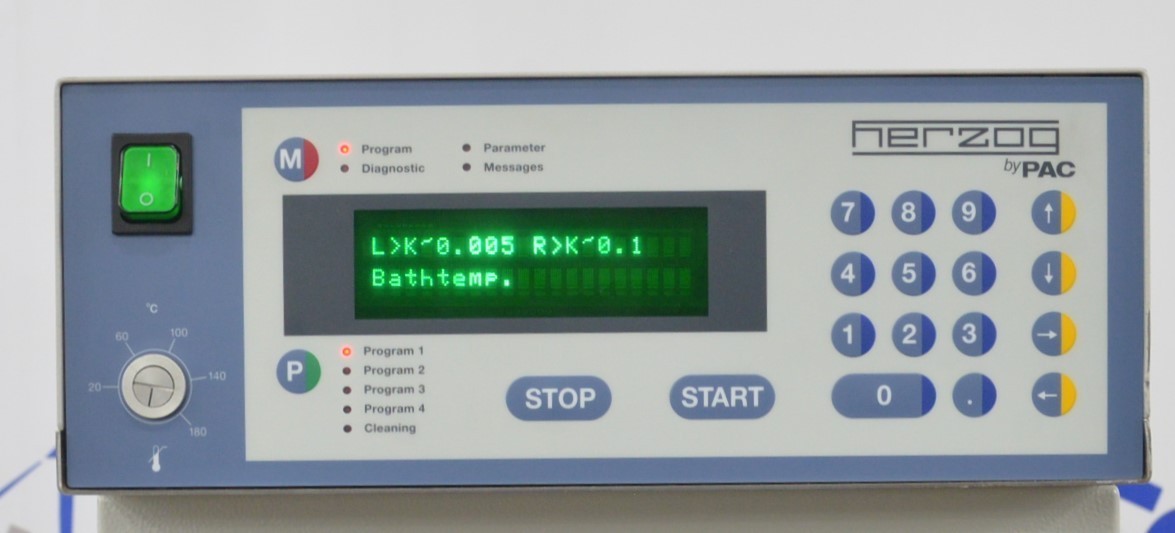 I
O
°C
60
100
20
140
180
M
Program
Diagnostic
Parameter
Messages
L>K~0.005 R>K~0.1
Bathtemp.
P
Program 1
Program 2
Program 3
Program 4
Cleaning
STOP
START
herzog
by PAC
7 8 9 ↑
4 5 6 ↓
1 2 3 →
0 . ←